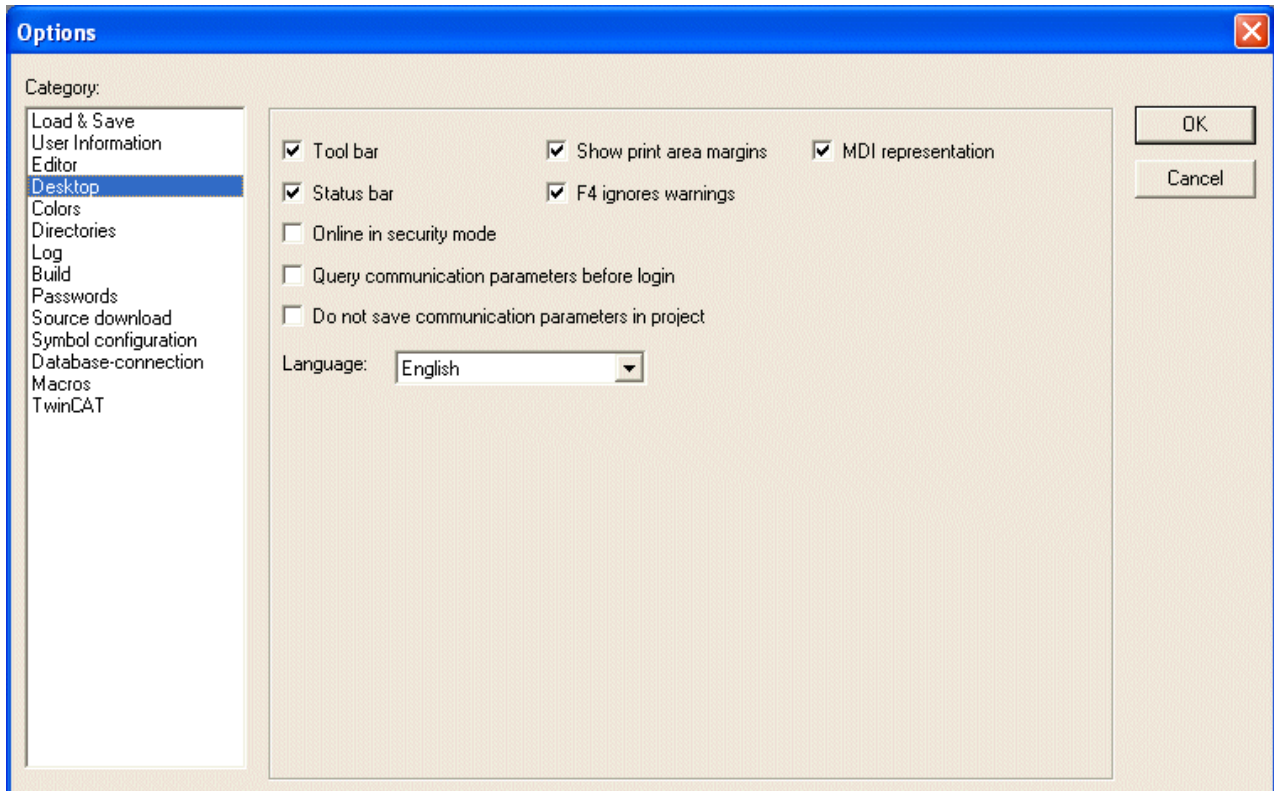 Options
Category:
Load & Save
User Information
Editor
Desktop
Colors
Directories
Log
Build
Passwords
Source download
Symbol configuration
Database-connection
Macros
TwinCAT
Tool bar
Show print area margins
MDI representation
Status bar
F4 ignores warnings
Online in security mode
Query communication parameters before login
Do not save communication parameters in project
Language:
English
OK
Cancel